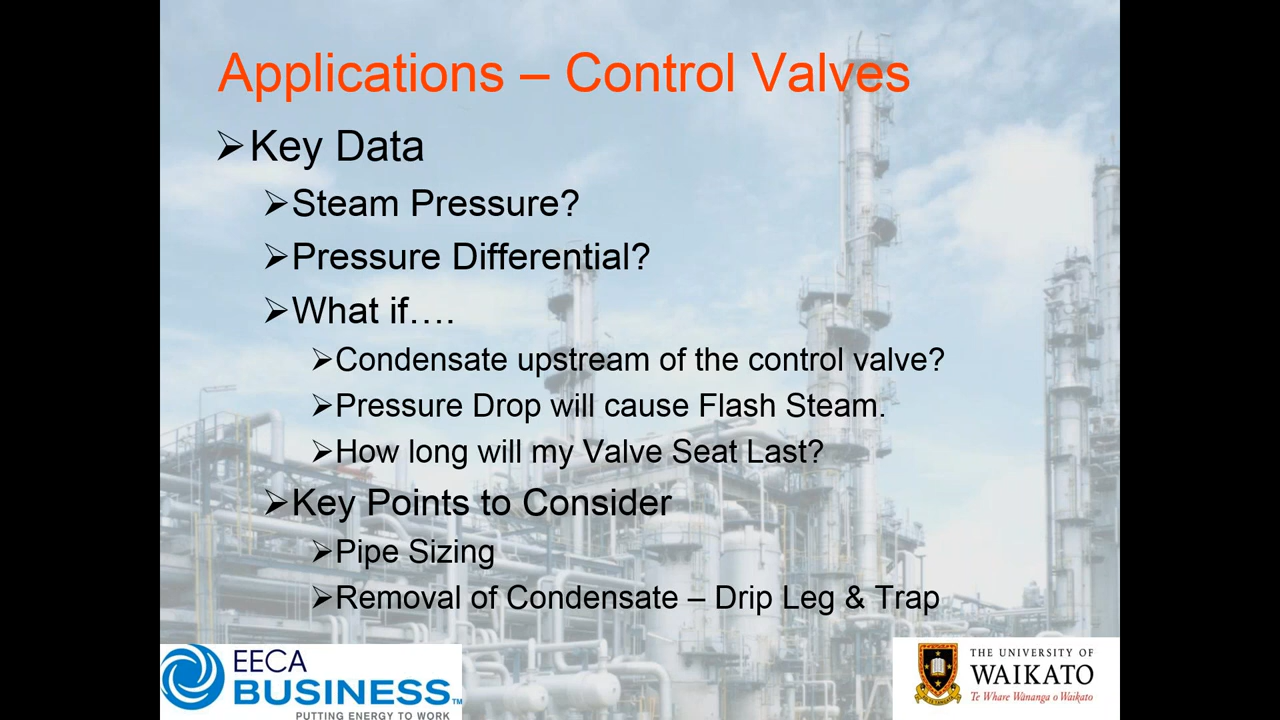 Applications – Control Valves
➢Key Data
➢Steam Pressure?
➢Pressure Differential?
➢What if….
➢Condensate upstream of the control valve?
➢Pressure Drop will cause Flash Steam.
➢How long will my Valve Seat Last?
➢Key Points to Consider
➢Pipe Sizing
➢Removal of Condensate – Drip Leg & Trap
EECA
BUSINESS™
PUTTING ENERGY TO WORK
THE UNIVERSITY OF
WAIKATO
Te Whare Wānanga o Waikato